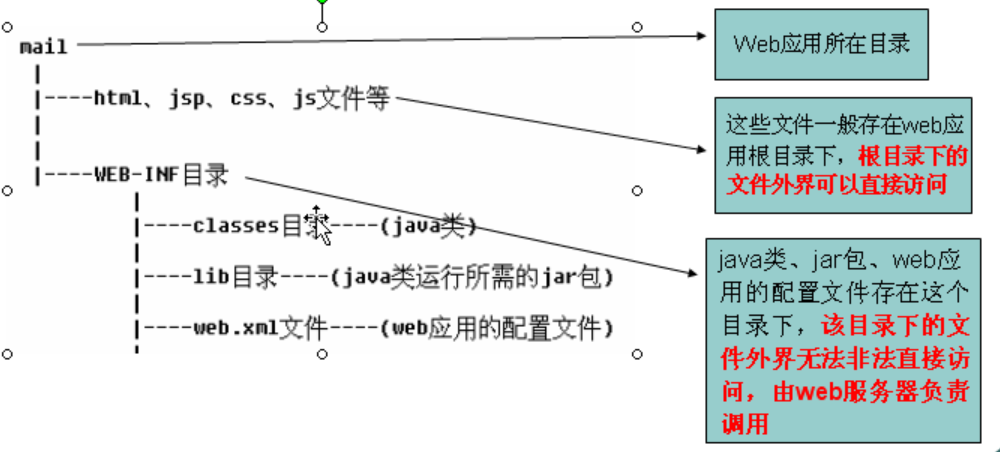 mail
Web应用所在目录
|----html、jsp、css、js文件等
这些文件一般存在web应
用根目录下，根目录下的
文件外界可以直接访问
|----WEB-INF目录
|----classes目录----(java类)
|----lib目录----(java类运行所需的jar包)
|----web.xml文件----(web应用的配置文件)
java类、jar包、web应
用的配置文件存在这个
目录下，该目录下的文
件外界无法非法直接访
问，由web服务器负责
调用